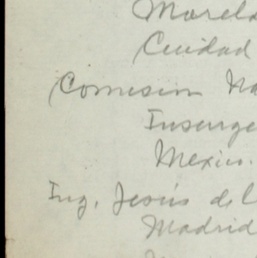 Morel
Ciudad
Comision Na
Insurge
Mexico.
Ing. Jesús de l
Madrid